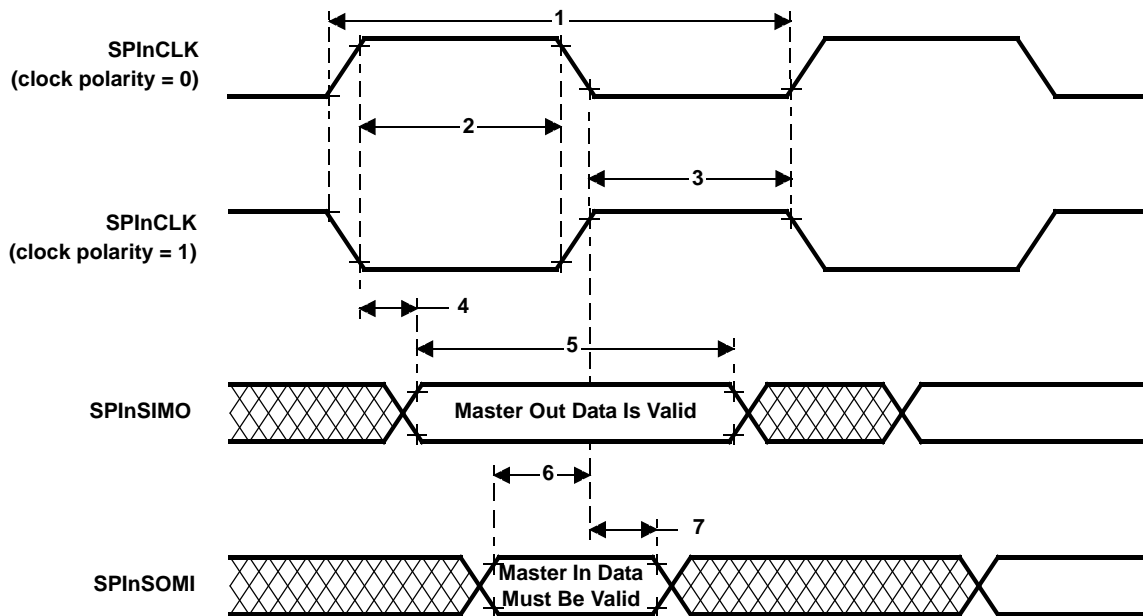 1
SPInCLK
(clock polarity = 0)
2
3
SPInCLK
(clock polarity = 1)
4
5
SPInSIMO
Master Out Data Is Valid
6
7
SPInSOMI
Master In Data
Must Be Valid